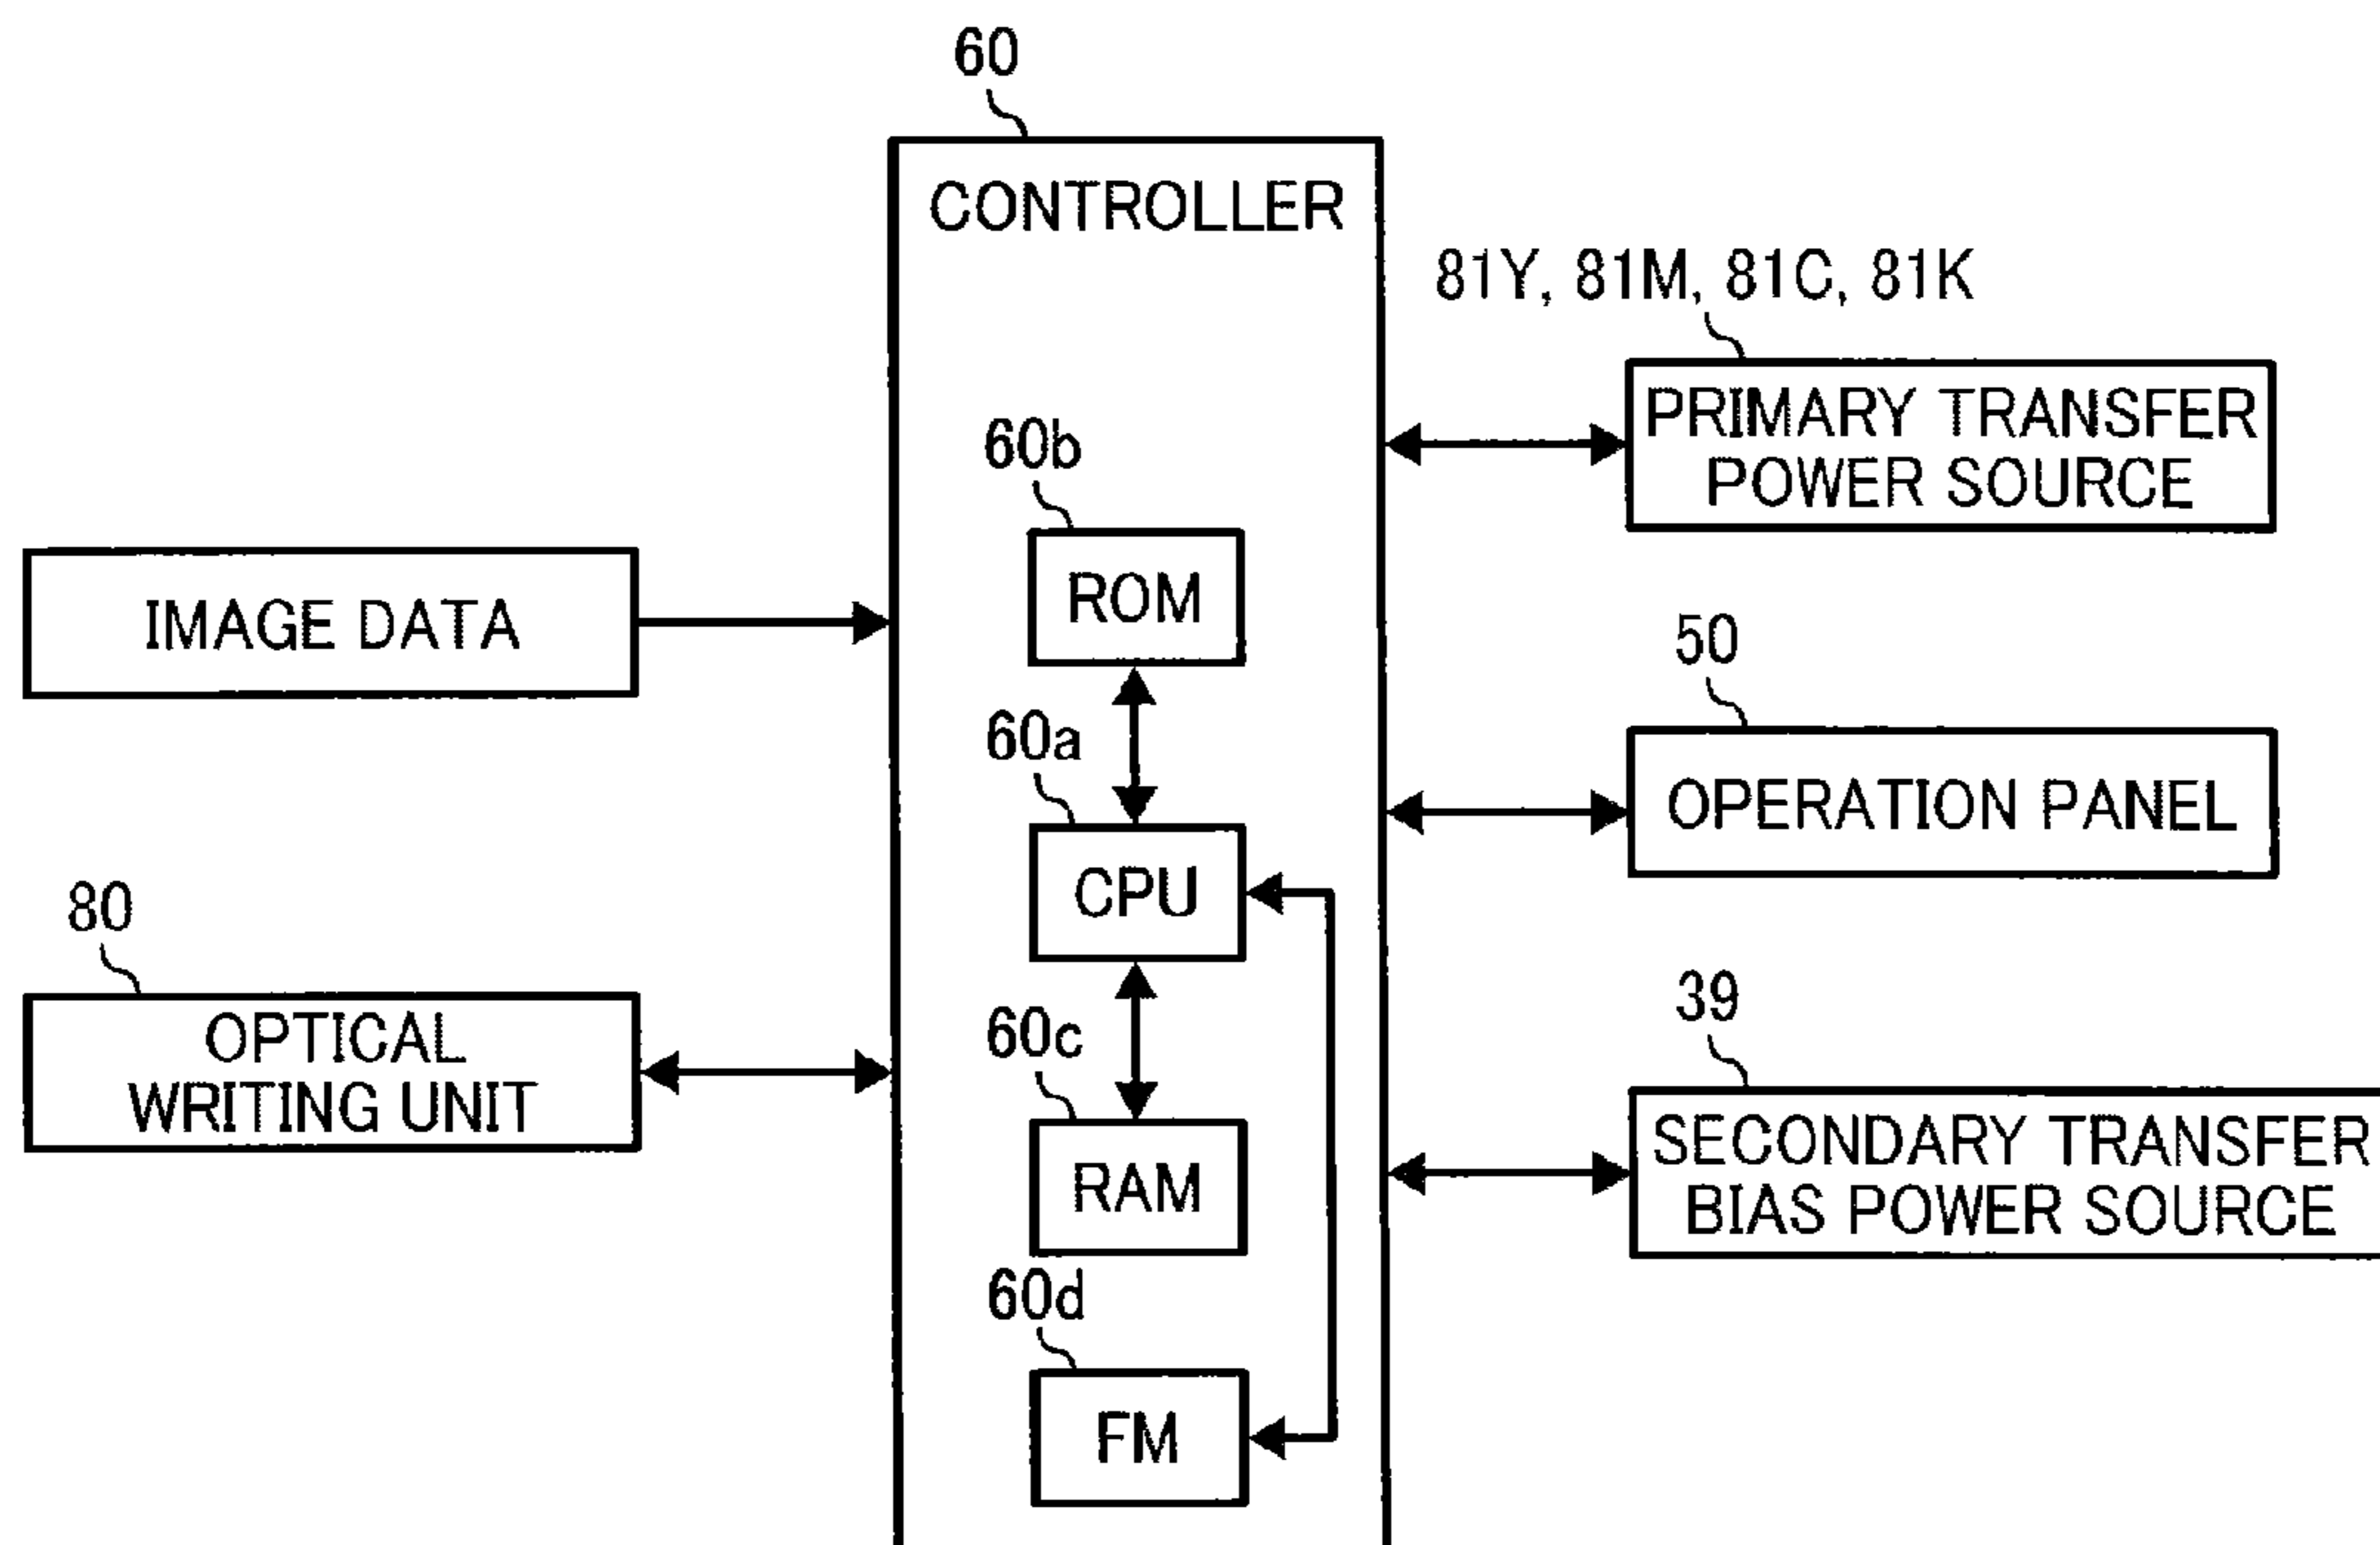 60
CONTROLLER
81Y, 81M, 81C, 81K
PRIMARY TRANSFER
POWER SOURCE
60b
ROM
IMAGE DATA
50
OPERATION PANEL
60a
CPU
80
OPTICAL
WRITING UNIT
39
SECONDARY TRANSFER
BIAS POWER SOURCE
60c
RAM
60d
FM